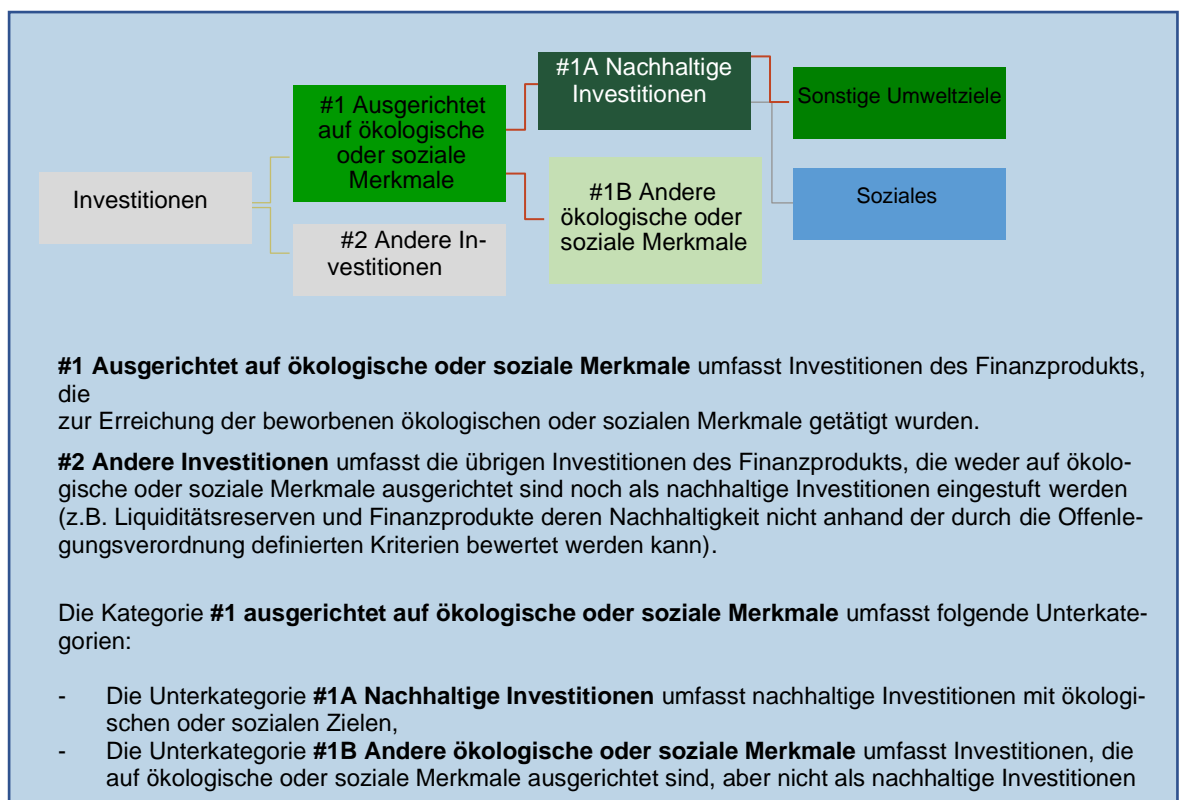 #1A Nachhaltige
Investitionen
Sonstige Umweltziele
#1 Ausgerichtet
auf ökologische
oder soziale
Merkmale
Investitionen
#1B Andere
ökologische oder
soziale Merkmale
Soziales
#2 Andere In-
vestitionen
#1 Ausgerichtet auf ökologische oder soziale Merkmale umfasst Investitionen des Finanzprodukts,
die
zur Erreichung der beworbenen ökologischen oder sozialen Merkmale getätigt wurden.
#2 Andere Investitionen umfasst die übrigen Investitionen des Finanzprodukts, die weder auf ökolo-
gische oder soziale Merkmale ausgerichtet sind noch als nachhaltige Investitionen eingestuft werden
(z.B. Liquiditätsreserven und Finanzprodukte deren Nachhaltigkeit nicht anhand der durch die Offenle-
gungsverordnung definierten Kriterien bewertet werden kann).
Die Kategorie #1 ausgerichtet auf ökologische oder soziale Merkmale umfasst folgende Unterkate-
gorien:
- Die Unterkategorie #1A Nachhaltige Investitionen umfasst nachhaltige Investitionen mit ökologi-
schen oder sozialen Zielen,
- Die Unterkategorie #1B Andere ökologische oder soziale Merkmale umfasst Investitionen, die
auf ökologische oder soziale Merkmale ausgerichtet sind, aber nicht als nachhaltige Investitionen